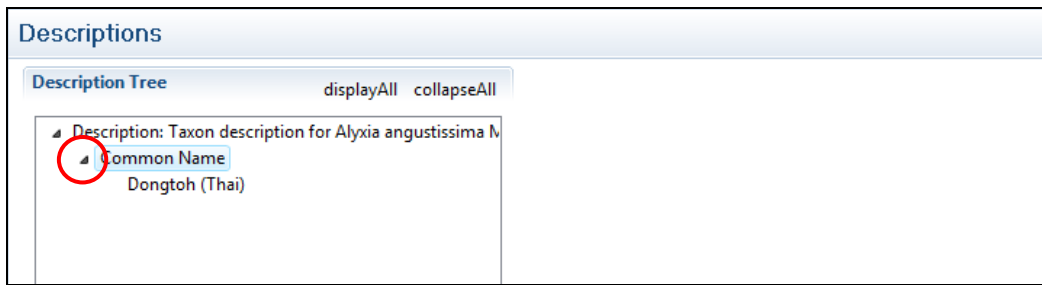 Descriptions
Description Tree displayAll collapseAll
Description: Taxon description for Alyxia angustissima
Common Name
Dongtoh (Thai)